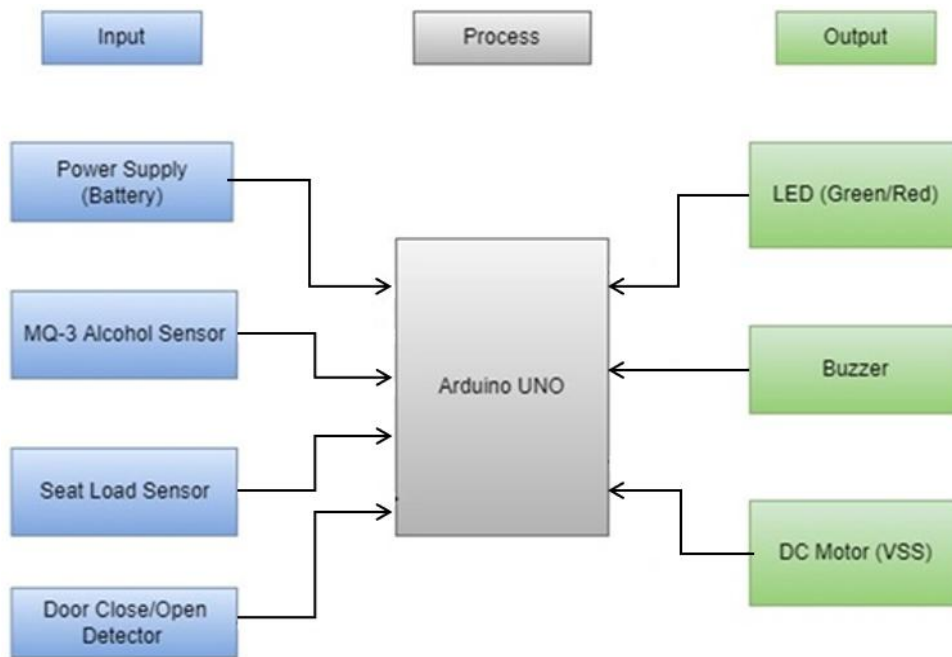 Input
Process
Output
Power Supply
(Battery)
MQ-3 Alcohol Sensor
Seat Load Sensor
Door Close/Open
Detector
Arduino UNO
LED (Green/Red)
Buzzer
DC Motor (VSS)